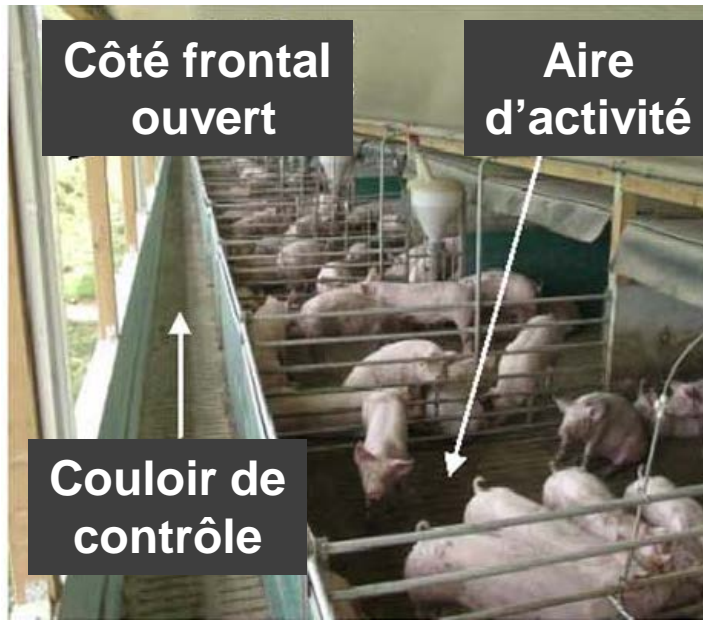 Côté frontal
ouvert
Aire
d’activité
Couloir de
contrôle